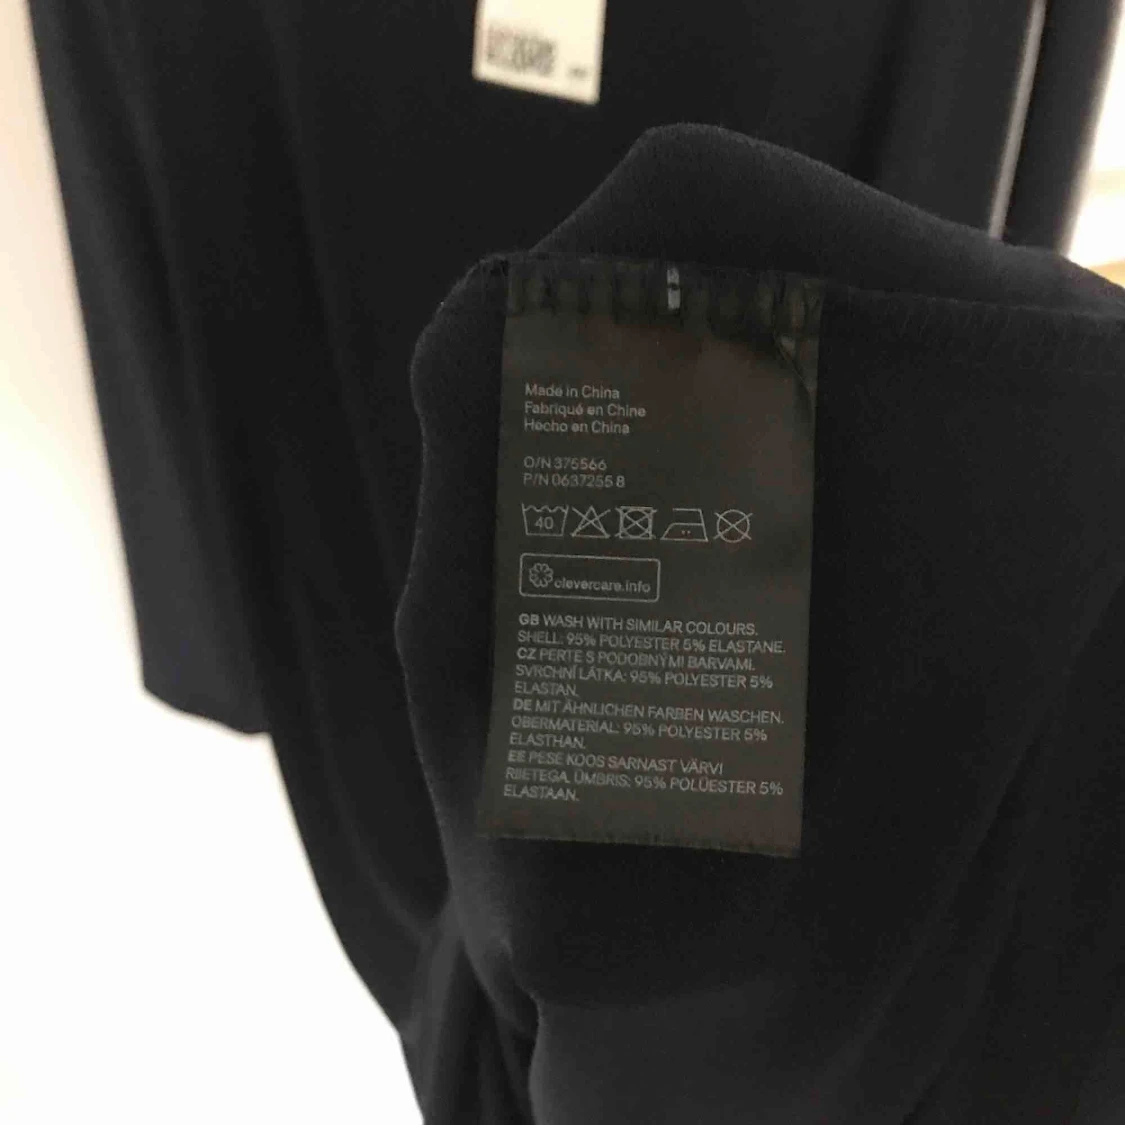 Made in China
Fabriqué en Chine
Hecho en China
O/N 375566
P/N 0637255 8
40
clevercare.info
GB WASH WITH SIMILAR COLOURS.
SHELL: 95% POLYESTER 5% ELASTANE.
CZ PERTE S PODOBNÝMI BARVAMI.
SVRCHNÍ LÁTKA: 95% POLYESTER 5%
ELASTAN.
DE MIT ÄHNLICHEN FARBEN WASCHEN.
OBERMATERIAL: 95% POLYESTER 5%
ELASTHAN.
EE PESE KOOS SARNAST VÄRVI
RIIETEGA. ÜMBRIS: 95% POLÜESTER 5%
ELASTAAN.